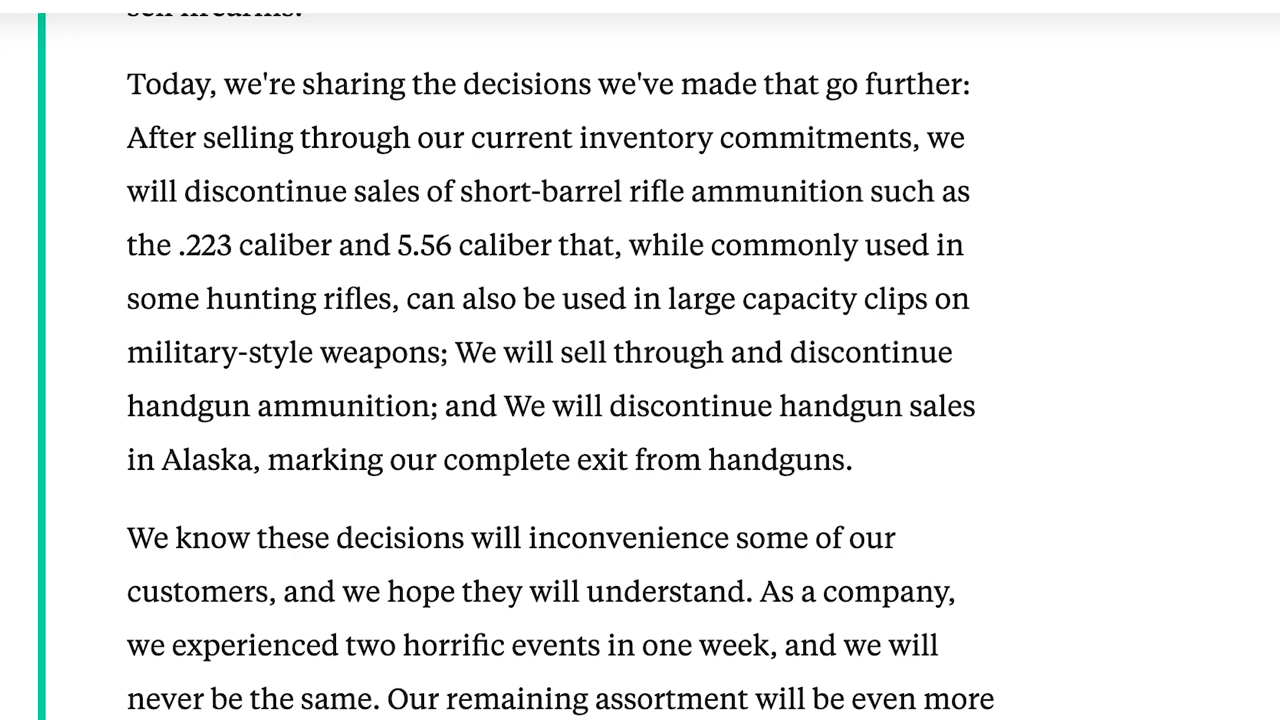 sell firearms.
Today, we're sharing the decisions we've made that go further:
After selling through our current inventory commitments, we
will discontinue sales of short-barrel rifle ammunition such as
the .223 caliber and 5.56 caliber that, while commonly used in
some hunting rifles, can also be used in large capacity clips on
military-style weapons; We will sell through and discontinue
handgun ammunition; and We will discontinue handgun sales
in Alaska, marking our complete exit from handguns.
We know these decisions will inconvenience some of our
customers, and we hope they will understand. As a company,
we experienced two horrific events in one week, and we will
never be the same. Our remaining assortment will be even more